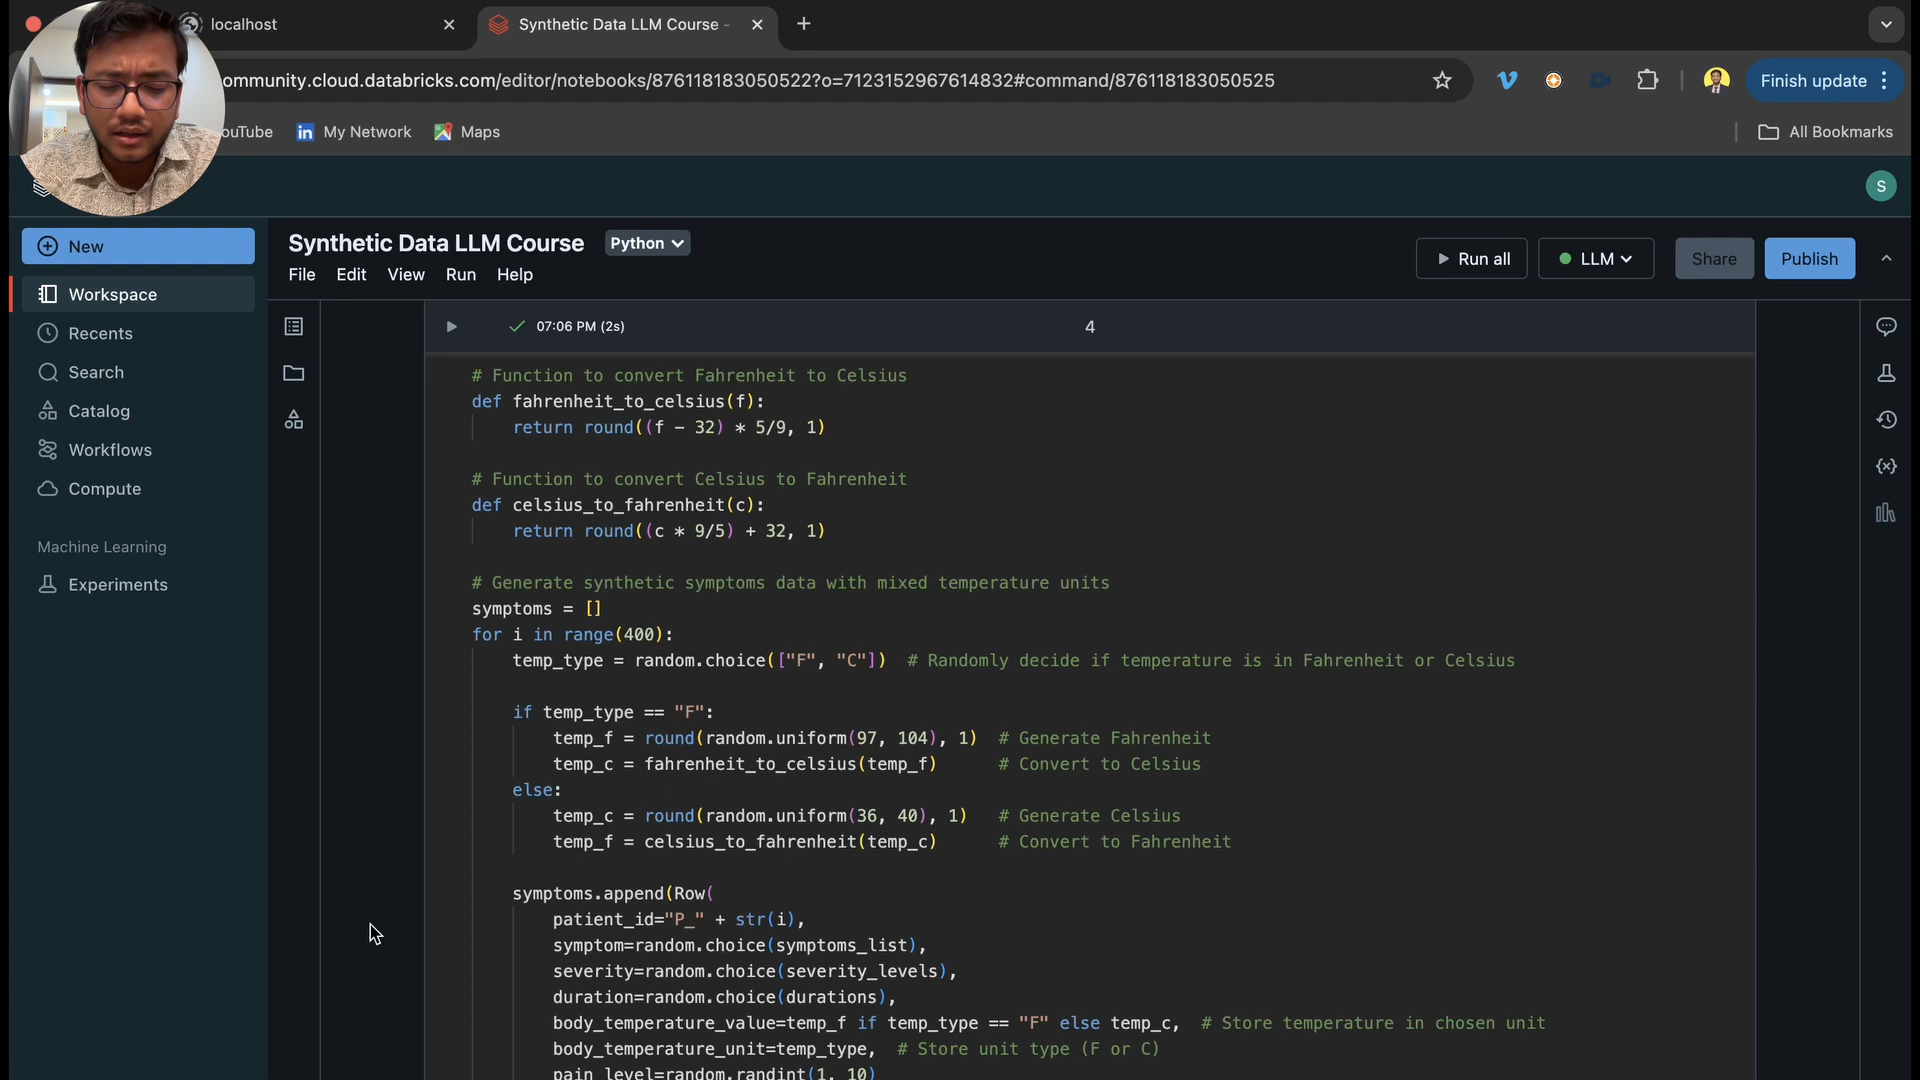 localhost
Synthetic Data LLM Course -
ommunity.cloud.databricks.com/editor/notebooks/876118183050522?o=7123152967614832#command/876118183050525
Finish update
ouTube
My Network
Maps
All Bookmarks
S
New
Workspace
Recents
Search
Catalog
Workflows
Compute
Machine Learning
Experiments
Synthetic Data LLM Course
Python
File Edit View Run Help
Run all
LLM
Share
Publish
07:06 PM (2s)
4
# Function to convert Fahrenheit to Celsius
def fahrenheit_to_celsius(f):
return round((f - 32) * 5/9, 1)
# Function to convert Celsius to Fahrenheit
def celsius_to_fahrenheit(c):
return round((c * 9/5) + 32, 1)
# Generate synthetic symptoms data with mixed temperature units
symptoms = []
for i in range(400):
temp_type = random.choice(["F", "C"]) # Randomly decide if temperature is in Fahrenheit or Celsius
if temp_type == "F":
temp_f = round(random.uniform(97, 104), 1) # Generate Fahrenheit
temp_c = fahrenheit_to_celsius(temp_f) # Convert to Celsius
else:
temp_c = round(random.uniform(36, 40), 1) # Generate Celsius
temp_f = celsius_to_fahrenheit(temp_c) # Convert to Fahrenheit
symptoms.append(Row(
patient_id="P_" + str(i),
symptom=random.choice(symptoms_list),
severity=random.choice(severity_levels),
duration=random.choice(durations),
body_temperature_value=temp_f if temp_type == "F" else temp_c, # Store temperature in chosen unit
body_temperature_unit=temp_type, # Store unit type (F or C)
pain_level=random.randint(1, 10)